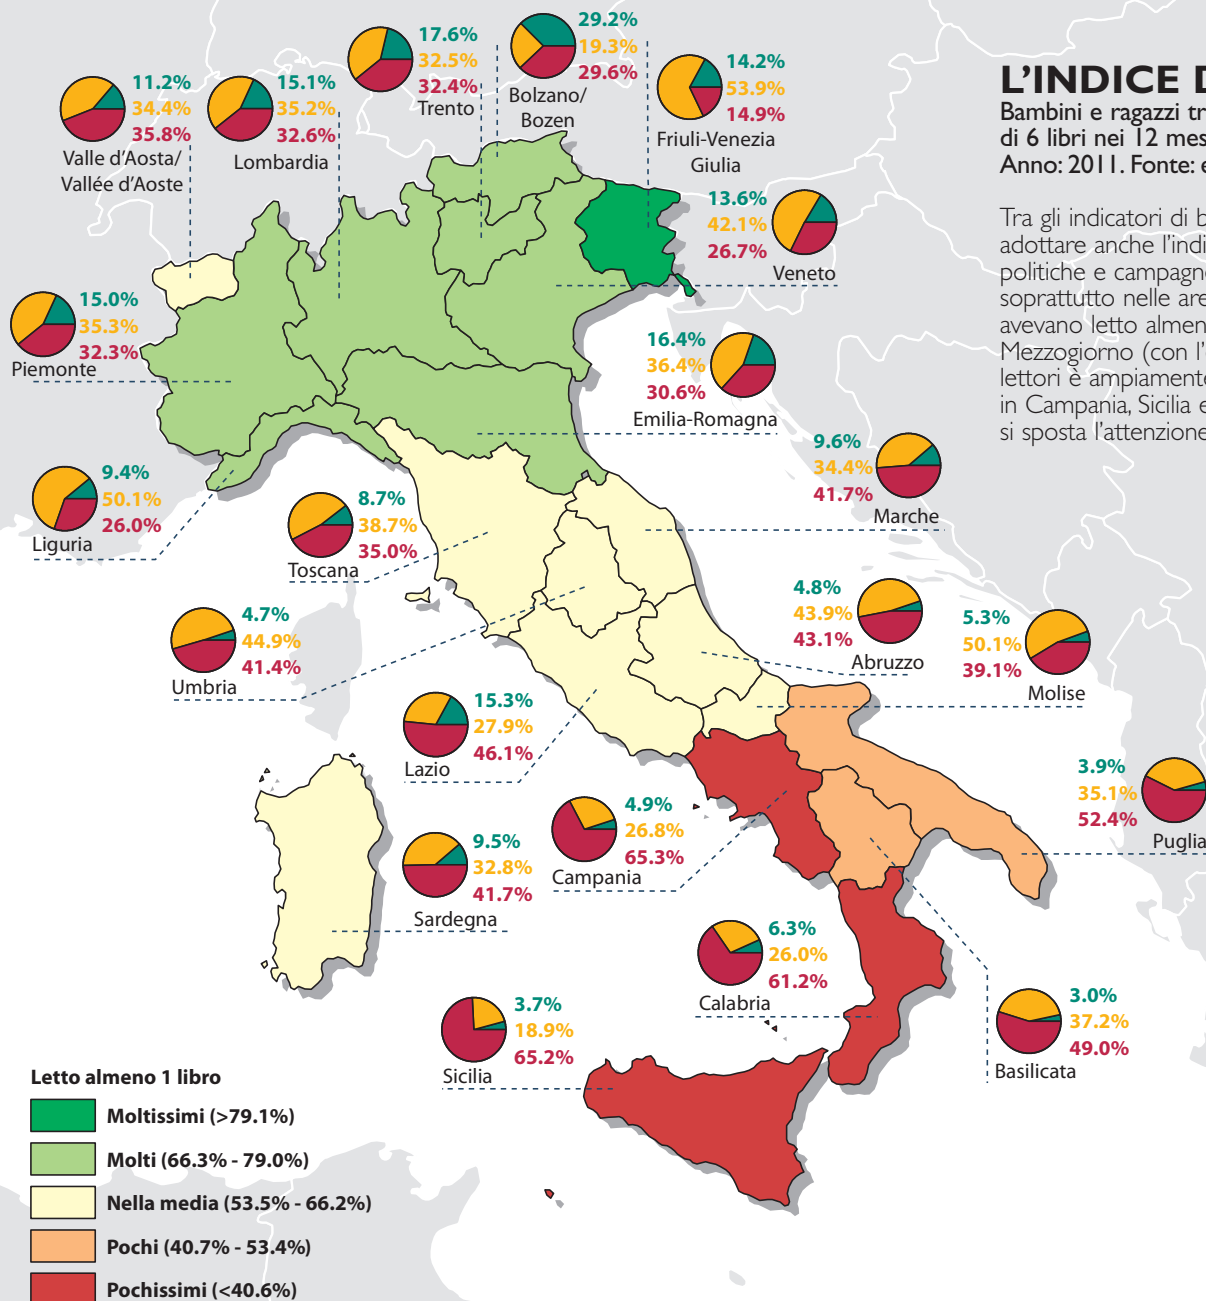 17.6%
32.5%
32.4%
Trento
29.2%
19.3%
29.6%
Bolzano/
Bozen
14.2%
53.9%
14.9%
Friuli-Venezia
Giulia
11.2%
34.4%
35.8%
Valle d'Aosta/
Vallée d'Aoste
15.1%
35.2%
32.6%
Lombardia
13.6%
42.1%
26.7%
Veneto
15.0%
35.3%
32.3%
Piemonte
16.4%
36.4%
30.6%
Emilia-Romagna
9.6%
34.4%
41.7%
Marche
9.4%
50.1%
26.0%
Liguria
8.7%
38.7%
35.0%
Toscana
4.8%
43.9%
43.1%
Abruzzo
5.3%
50.1%
39.1%
Molise
4.7%
44.9%
41.4%
Umbria
15.3%
27.9%
46.1%
Lazio
3.9%
35.1%
52.4%
Puglia
4.9%
26.8%
65.3%
Campania
9.5%
32.8%
41.7%
Sardegna
6.3%
26.0%
61.2%
Calabria
3.7%
18.9%
65.2%
Sicilia
3.0%
37.2%
49.0%
Basilicata
L'INDICE D
Bambini e ragazzi tr
di 6 libri nei 12 mes
Anno: 2011. Fonte: e
Tra gli indicatori di b
adottare anche l'indi
politiche e campagne
soprattutto nelle are
avevano letto almen
Mezzogiorno (con l'
lettori è ampiamente
in Campania, Sicilia e
si sposta l'attenzione
Letto almeno 1 libro
Moltissimi (>79.1%)
Molti (66.3% - 79.0%)
Nella media (53.5% - 66.2%)
Pochi (40.7% - 53.4%)
Pochissimi (<40.6%)